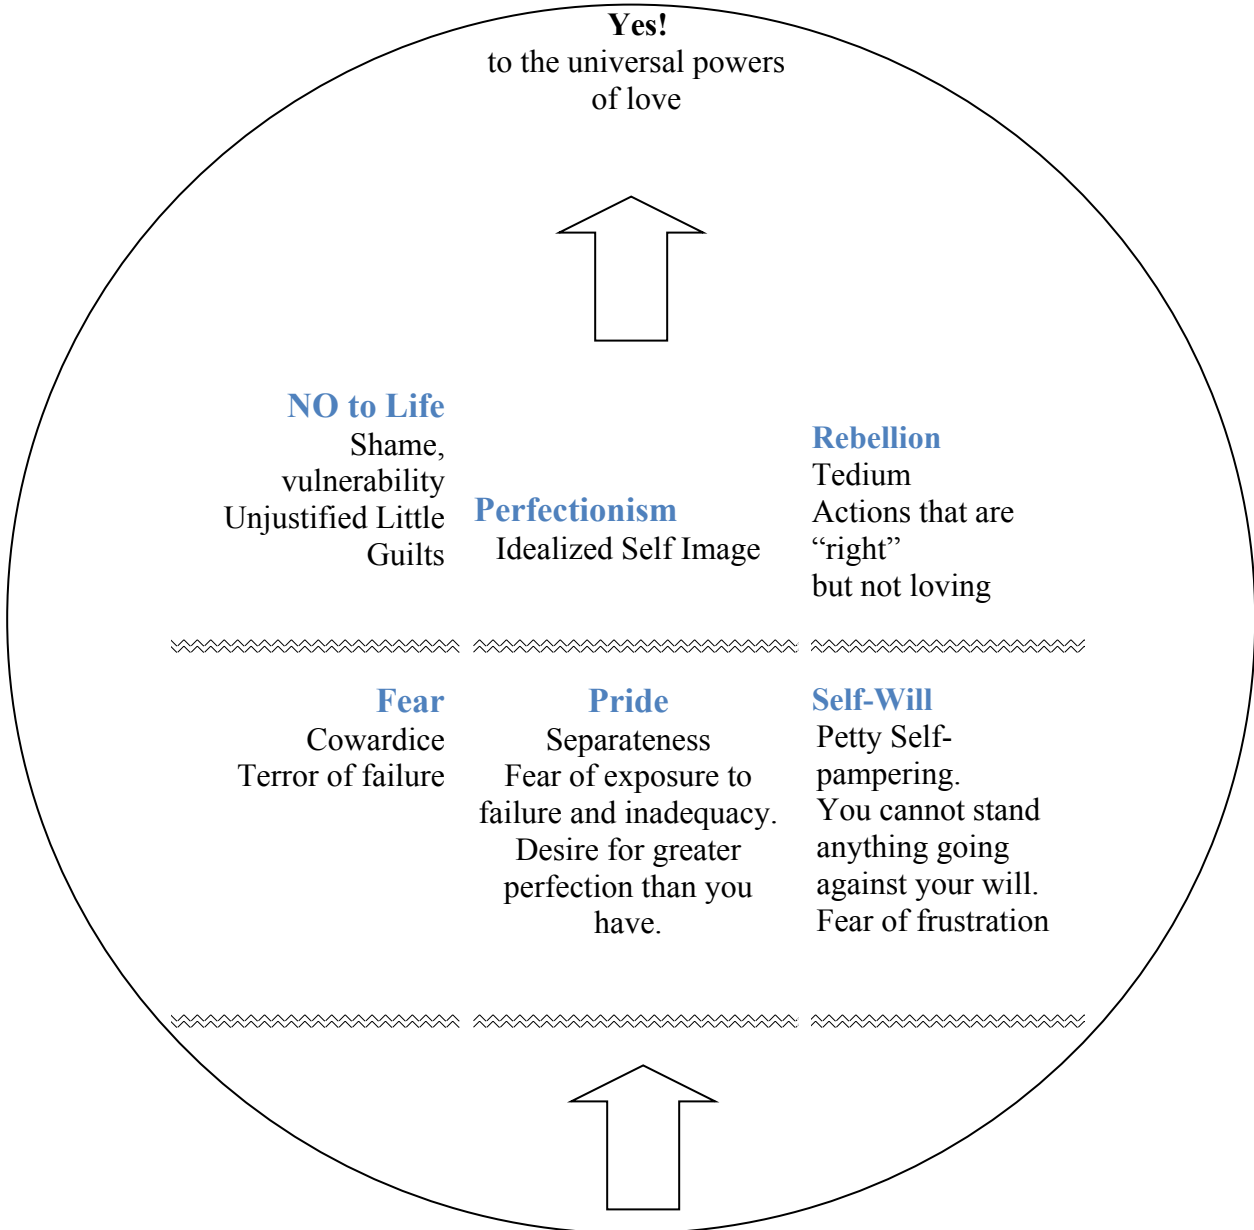 Yes!
to the universal powers
of love
NO to Life
Shame,
vulnerability
Unjustified Little
Guilts
Perfectionism
Idealized Self Image
Rebellion
Tedium
Actions that are
“right”
but not loving
Fear
Cowardice
Terror of failure
Pride
Separateness
Fear of exposure to
failure and inadequacy.
Desire for greater
perfection than you
have.
Self-Will
Petty Self-
pampering.
You cannot stand
anything going
against your will.
Fear of frustration